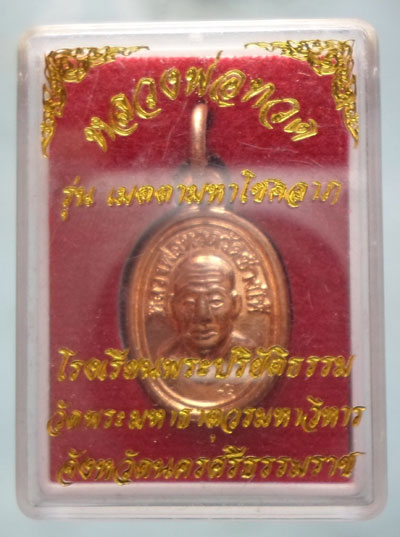 หลวงพ่อทวด
รุ่น เมตตามหาโชคลาภ
โรงเรียนพระปริยัติธรรม
วัดพระมหาธาตุวรมหาวิหาร
จังหวัดนครศรีธรรมราช